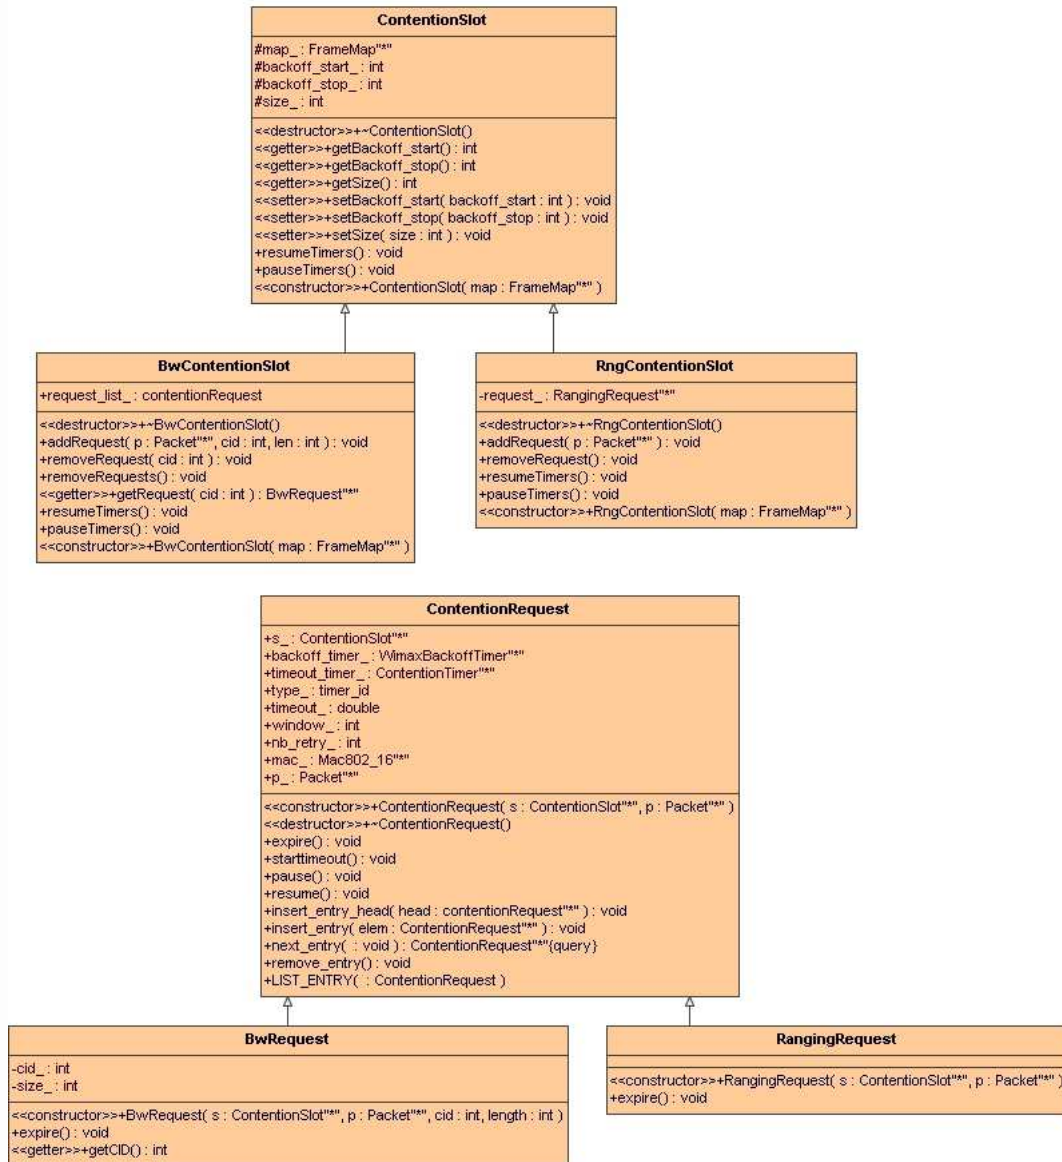 ContentionSlot
#map_ : FrameMap"*"
#backoff_start_ : int
#backoff_stop_ : int
#size_ : int
<<destructor>>+~ContentionSlot()
<<getter>>+getBackoff_start() : int
<<getter>>+getBackoff_stop() : int
<<getter>>+getSize() : int
<<setter>>+setBackoff_start( backoff_start : int ) : void
<<setter>>+setBackoff_stop( backoff_stop : int ) : void
<<setter>>+setSize( size : int ) : void
+resumeTimers() : void
+pauseTimers() : void
<<constructor>>+ContentionSlot( map : FrameMap"*" )
BwContentionSlot
+request_list_ : contentionRequest
<<destructor>>+~BwContentionSlot()
+addRequest( p : Packet"*", cid : int, len : int ) : void
+removeRequest( cid : int ) : void
+removeRequests() : void
<<getter>>+getRequest( cid : int ) : BwRequest"*"
+resumeTimers() : void
+pauseTimers() : void
<<constructor>>+BwContentionSlot( map : FrameMap"*" )
RngContentionSlot
-request_ : RangingRequest"*"
<<destructor>>+~RngContentionSlot()
+addRequest( p : Packet"*" ) : void
+removeRequest() : void
+resumeTimers() : void
+pauseTimers() : void
<<constructor>>+RngContentionSlot( map : FrameMap"*" )
ContentionRequest
+s_ : ContentionSlot"*"
+backoff_timer_ : WimaxBackoffTimer"*"
+timeout_timer_ : ContentionTimer"*"
+type_ : timer_id
+timeout_ : double
+window_ : int
+nb_retry_ : int
+mac_ : Mac802_16"*"
+p_ : Packet"*"
<<constructor>>+ContentionRequest( s : ContentionSlot"*", p : Packet"*" )
<<destructor>>+~ContentionRequest()
+expire() : void
+starttimeout() : void
+pause() : void
+resume() : void
+insert_entry_head( head : contentionRequest"*" ) : void
+insert_entry( elem : ContentionRequest"*" ) : void
+next_entry( : void ) : ContentionRequest"*"{query}
+remove_entry() : void
+LIST_ENTRY( : ContentionRequest )
BwRequest
-cid_ : int
-size_ : int
<<constructor>>+BwRequest( s : ContentionSlot"*", p : Packet"*", cid : int, length : int )
+expire() : void
<<getter>>+getCID() : int
RangingRequest
<<constructor>>+RangingRequest( s : ContentionSlot"*", p : Packet"*" )
+expire() : void